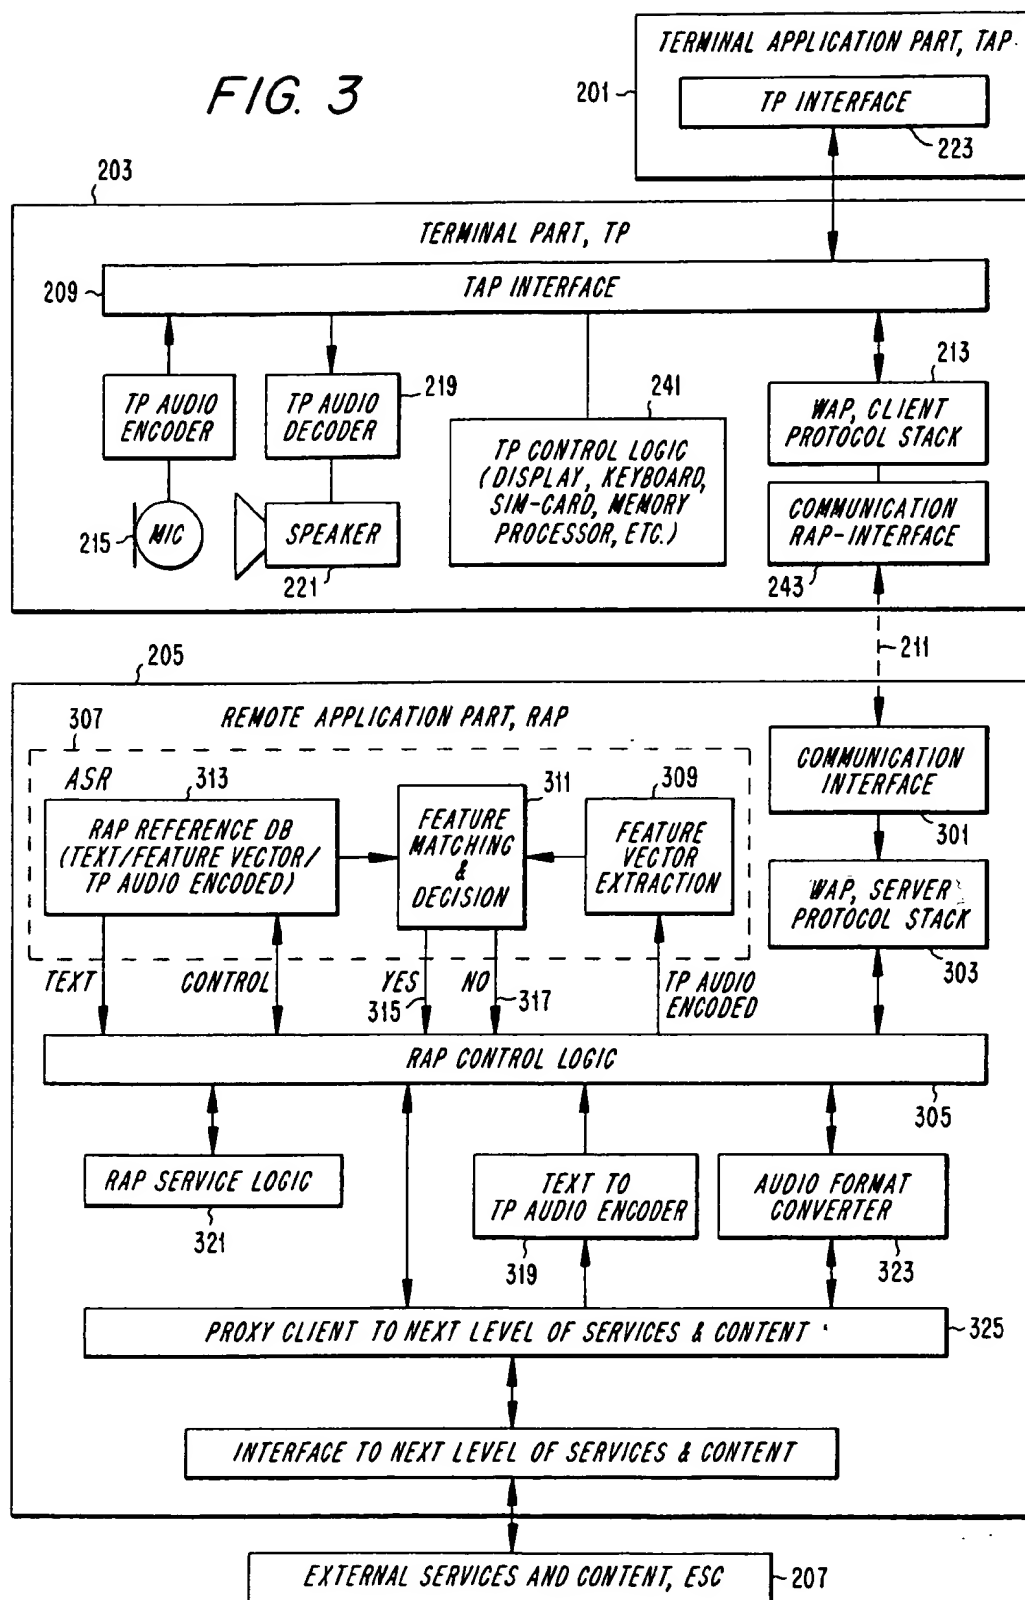 FIG. 3
TERMINAL APPLICATION PART, TAP
201
TP INTERFACE
223
203
TERMINAL PART, TP
209
TAP INTERFACE
TP AUDIO
ENCODER
TP AUDIO
DECODER
219
241
TP CONTROL LOGIC
(DISPLAY, KEYBOARD,
SIM-CARD, MEMORY
PROCESSOR, ETC.)
213
WAP, CLIENT
PROTOCOL STACK
215
MIC
SPEAKER
221
COMMUNICATION
RAP-INTERFACE
243
211
205
REMOTE APPLICATION PART, RAP
307
ASR
313
RAP REFERENCE DB
(TEXT/FEATURE VECTOR/
TP AUDIO ENCODED)
311
FEATURE
MATCHING
&
DECISION
309
FEATURE
VECTOR
EXTRACTION
COMMUNICATION
INTERFACE
301
WAP, SERVER
PROTOCOL STACK
303
TEXT
CONTROL
YES
315
NO
317
TP AUDIO
ENCODED
RAP CONTROL LOGIC
305
RAP SERVICE LOGIC
321
TEXT TO
TP AUDIO ENCODER
319
AUDIO FORMAT
CONVERTER
323
PROXY CLIENT TO NEXT LEVEL OF SERVICES & CONTENT
325
INTERFACE TO NEXT LEVEL OF SERVICES & CONTENT
EXTERNAL SERVICES AND CONTENT, ESC
207